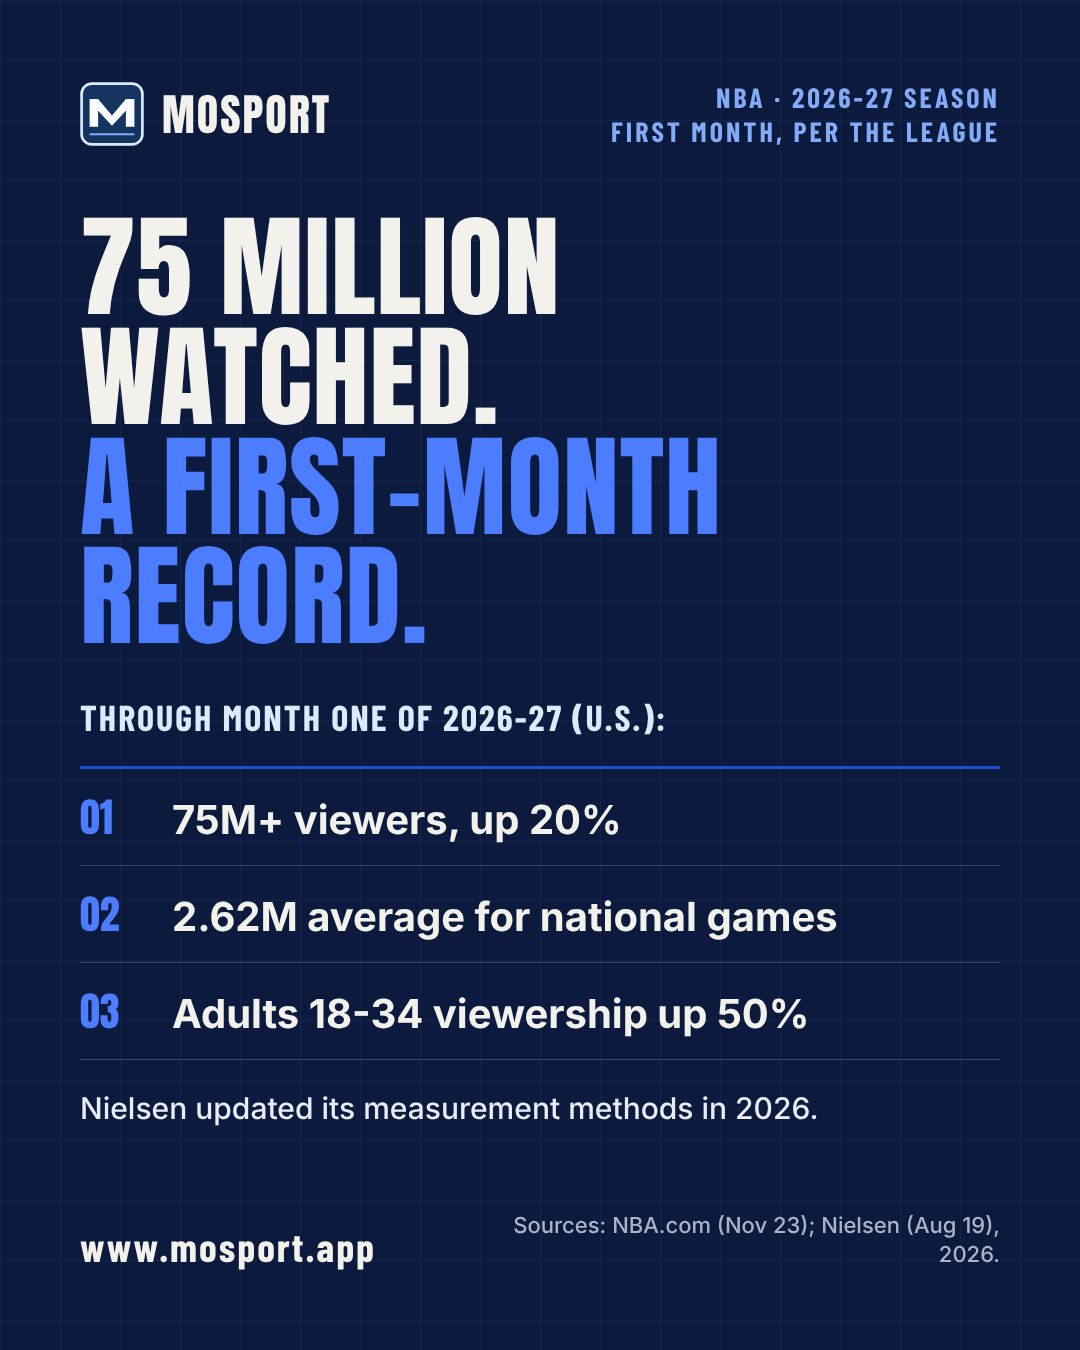 M
MOSPORT
NBA · 2026-27 SEASON
FIRST MONTH, PER THE LEAGUE
75 MILLION
WATCHED.
A FIRST-MONTH
RECORD.
THROUGH MONTH ONE OF 2026-27 (U.S.):
01 75M+ viewers, up 20%
02 2.62M average for national games
03 Adults 18-34 viewership up 50%
Nielsen updated its measurement methods in 2026.
www.mosport.app
Sources: NBA.com (Nov 23); Nielsen (Aug 19),
2026.